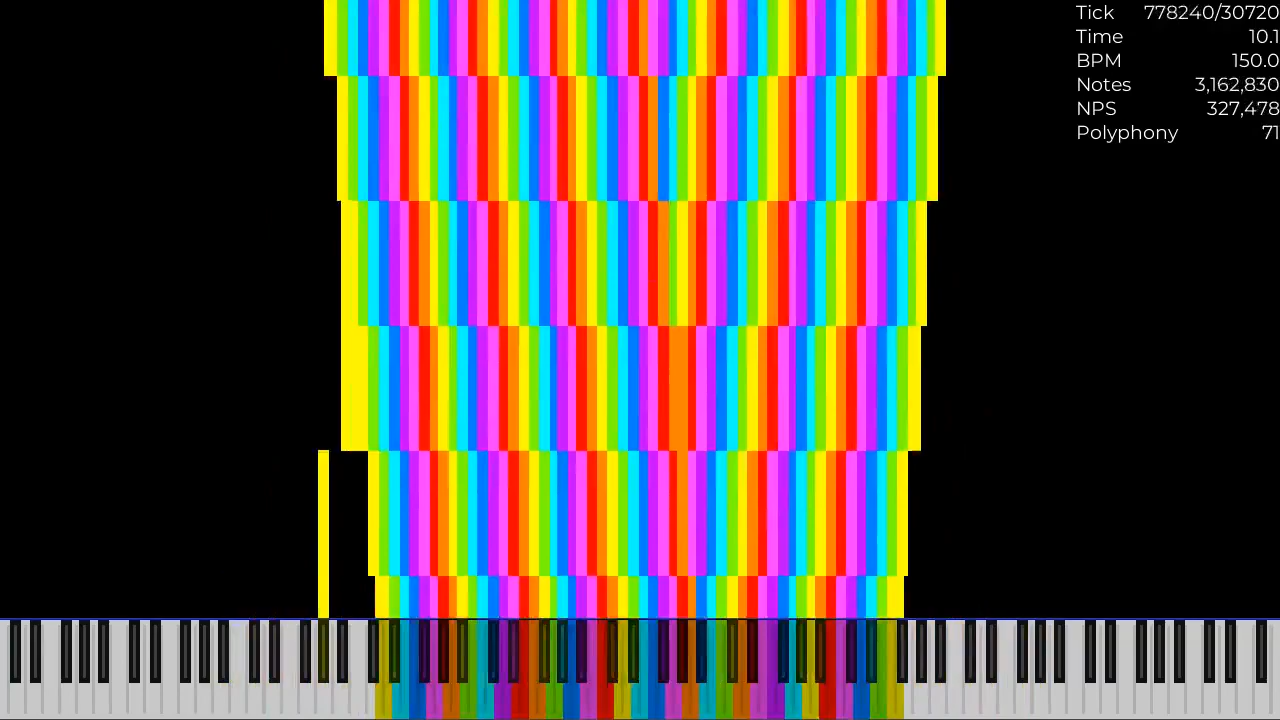 Tick 778240/30720
Time 10.1
BPM 150.0
Notes 3,162,830
NPS 327,478
Polyphony 71